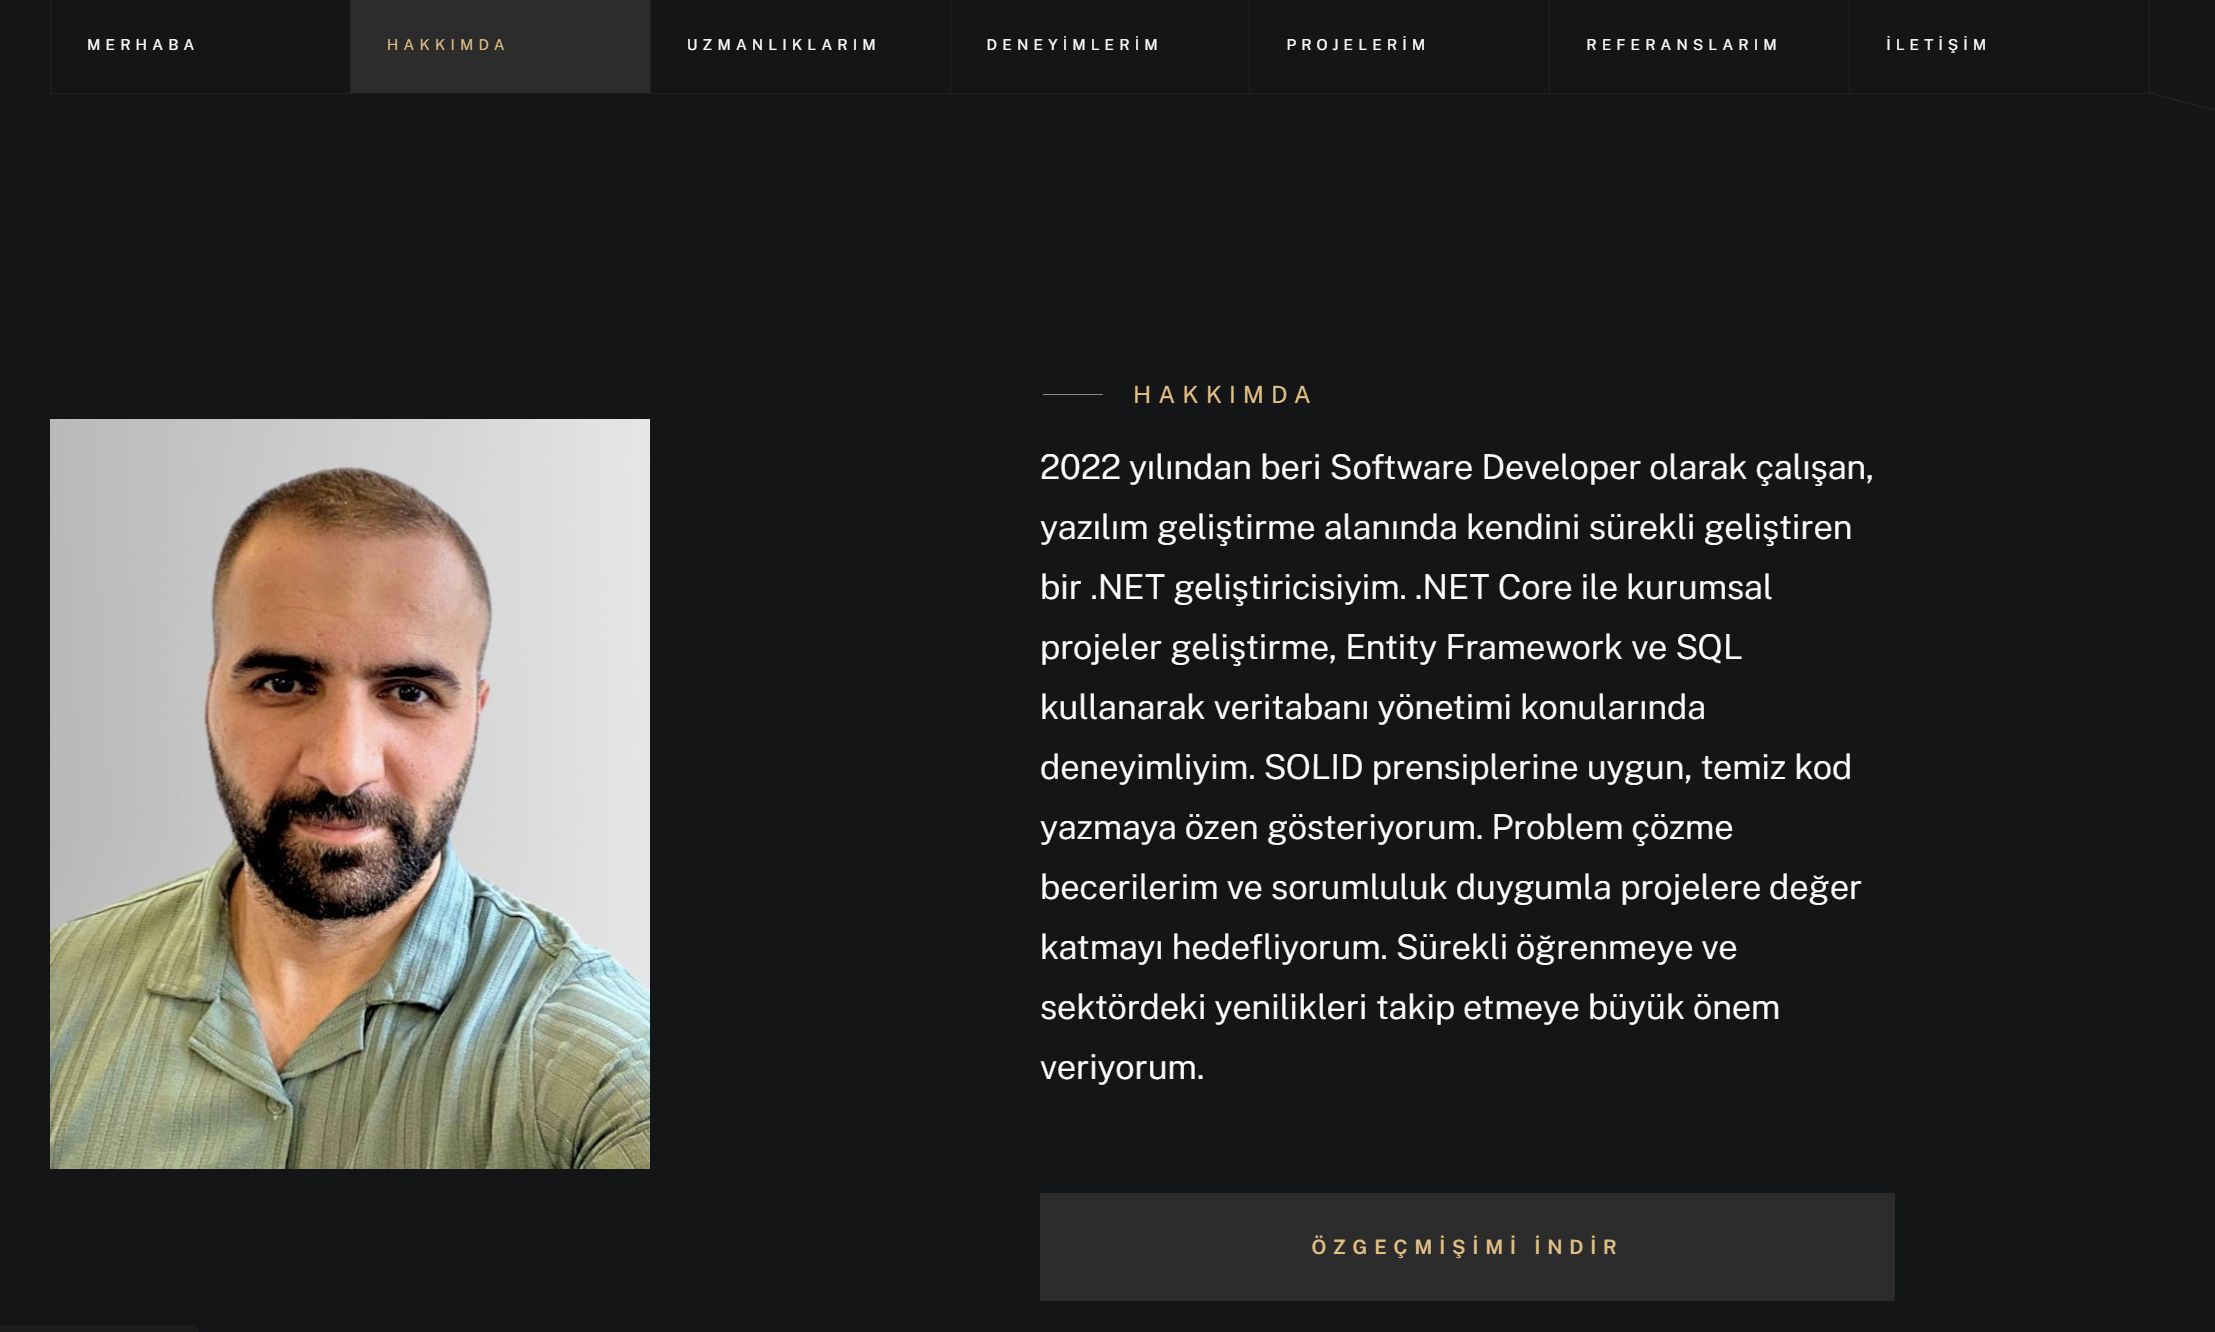 MERHABA
HAKKIMDA
UZMANLIKLARIM
DENEYİMLERİM
PROJELERİM
REFERANSLARIM
İLETİŞİM
HAKKIMDA
2022 yılından beri Software Developer olarak çalışan,
yazılım geliştirme alanında kendini sürekli geliştiren
bir .NET geliştiricisiyim. .NET Core ile kurumsal
projeler geliştirme, Entity Framework ve SQL
kullanarak veritabanı yönetimi konularında
deneyimliyim. SOLID prensiplerine uygun, temiz kod
yazmaya özen gösteriyorum. Problem çözme
becerilerim ve sorumluluk duygumla projelere değer
katmayı hedefliyorum. Sürekli öğrenmeye ve
sektördeki yenilikleri takip etmeye büyük önem
veriyorum.
ÖZGEÇMİŞİMİ İNDİR